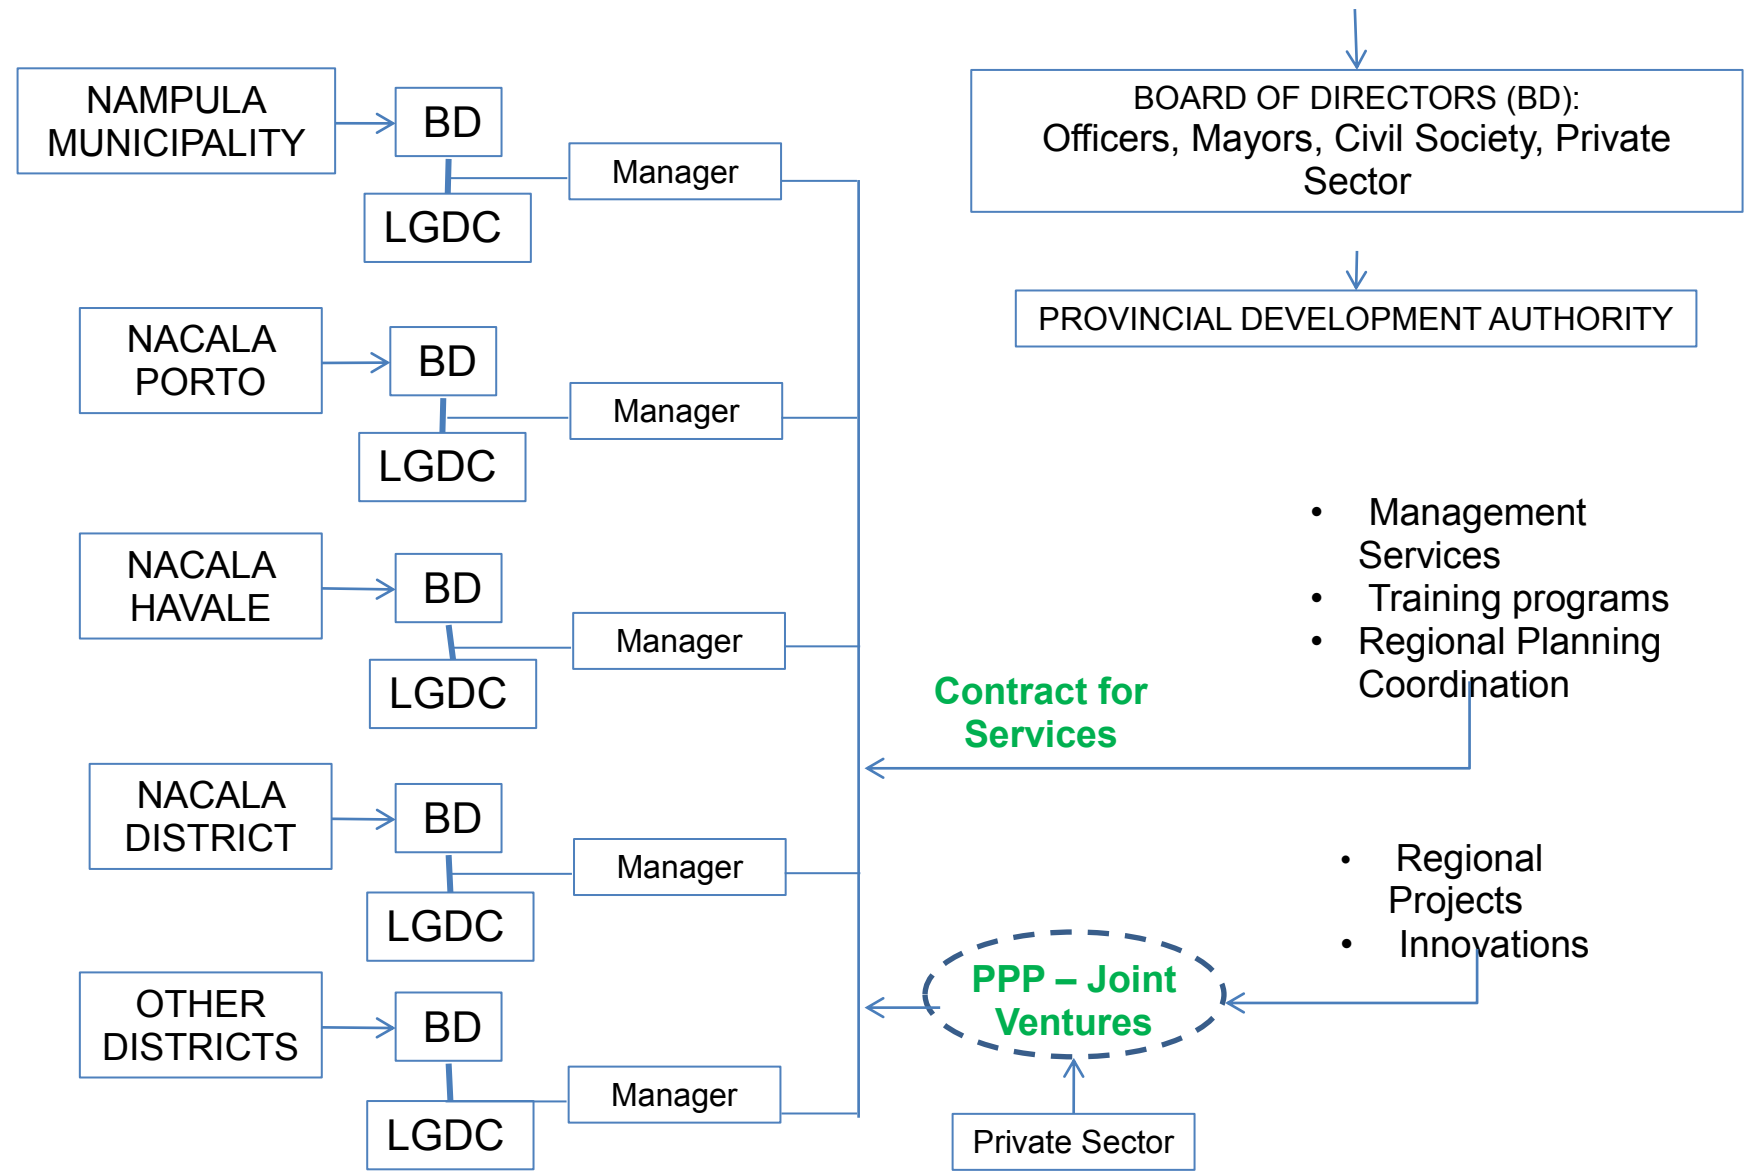 NAMPULA
MUNICIPALITY
BD
LGDC
Manager
NACALA
PORTO
BD
LGDC
Manager
NACALA
HAVALE
BD
LGDC
Manager
NACALA
DISTRICT
BD
LGDC
Manager
OTHER
DISTRICTS
BD
LGDC
Manager
BOARD OF DIRECTORS (BD):
Officers, Mayors, Civil Society, Private
Sector
PROVINCIAL DEVELOPMENT AUTHORITY
• Management
Services
• Training programs
• Regional Planning
Coordination
Contract for
Services
• Regional
Projects
• Innovations
PPP – Joint
Ventures
Private Sector